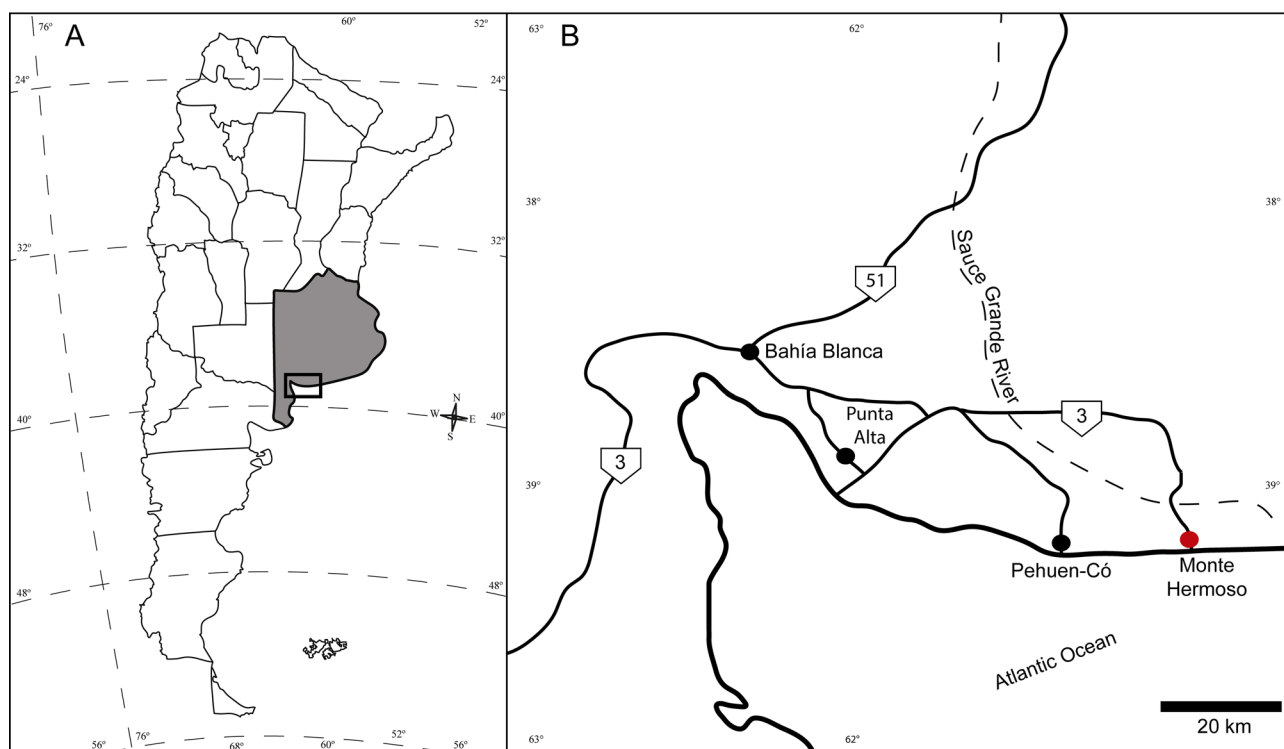 A
76°
60°
52°
24°
24°
32°
32°
40°
40°
N
W E
S
48°
48°
56°
76°
68°
60°
52°
56°
B
63°
62°
38°
38°
51
Sauce Grande River
Bahía Blanca
Punta
Alta
3
3
39°
39°
Pehuen-Có
Monte
Hermoso
Atlantic Ocean
20 km
63°
62°